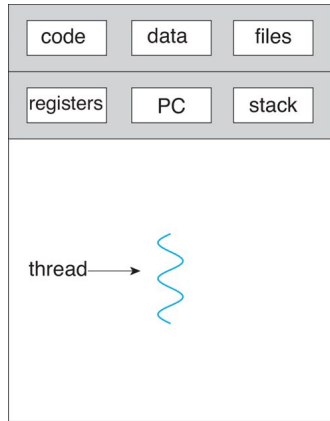 code data files
registers PC stack
thread